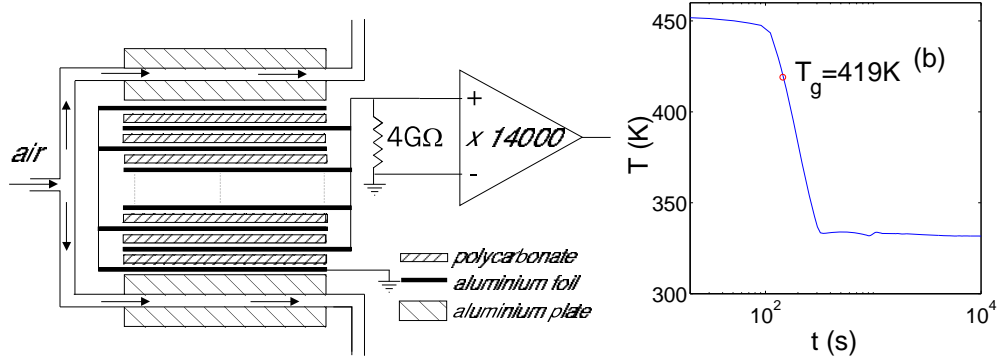 air
4GΩ
+
x 14000
-
polycarbonate
aluminium foil
aluminium plate
(b)
T_g=419K
T (K)
450
400
350
300
10^2
10^4
t (s)